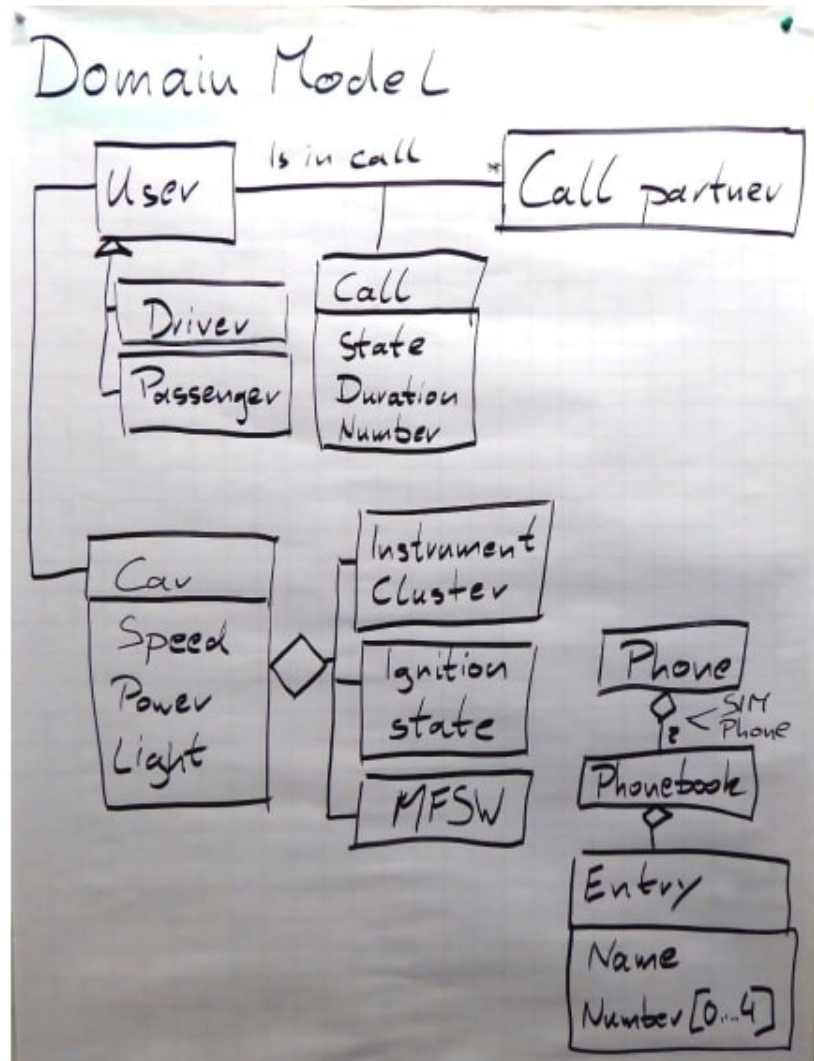 Domain Model
User
Is in call
*
Call partner
Driver
Passenger
Call
State
Duration
Number
Car
Speed
Power
Light
Instrument
Cluster
Ignition
state
MFSW
Phone
SIM
Phone
2
Phonebook
Entry
Name
Number [0...4]